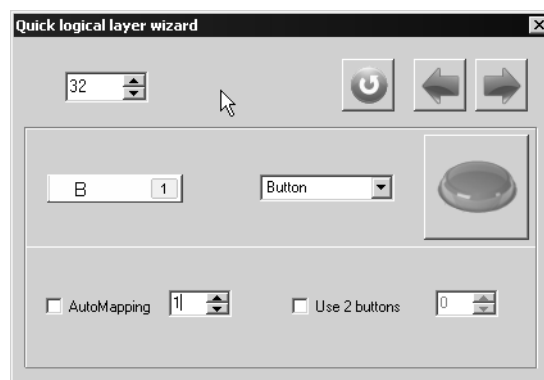 Quick logical layer wizard
32
B 1 Button
AutoMapping 1 Use 2 buttons 0